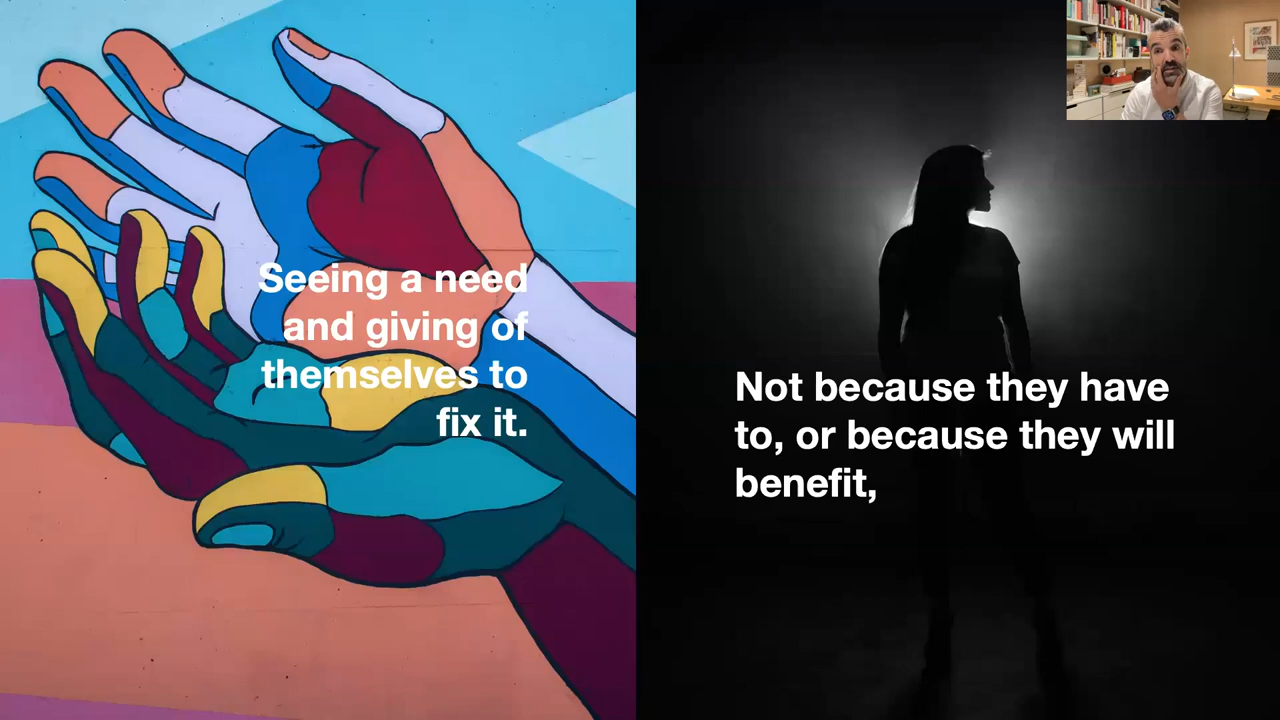 Seeing a need
and giving of
themselves to
fix it.
Not because they have
to, or because they will
benefit,